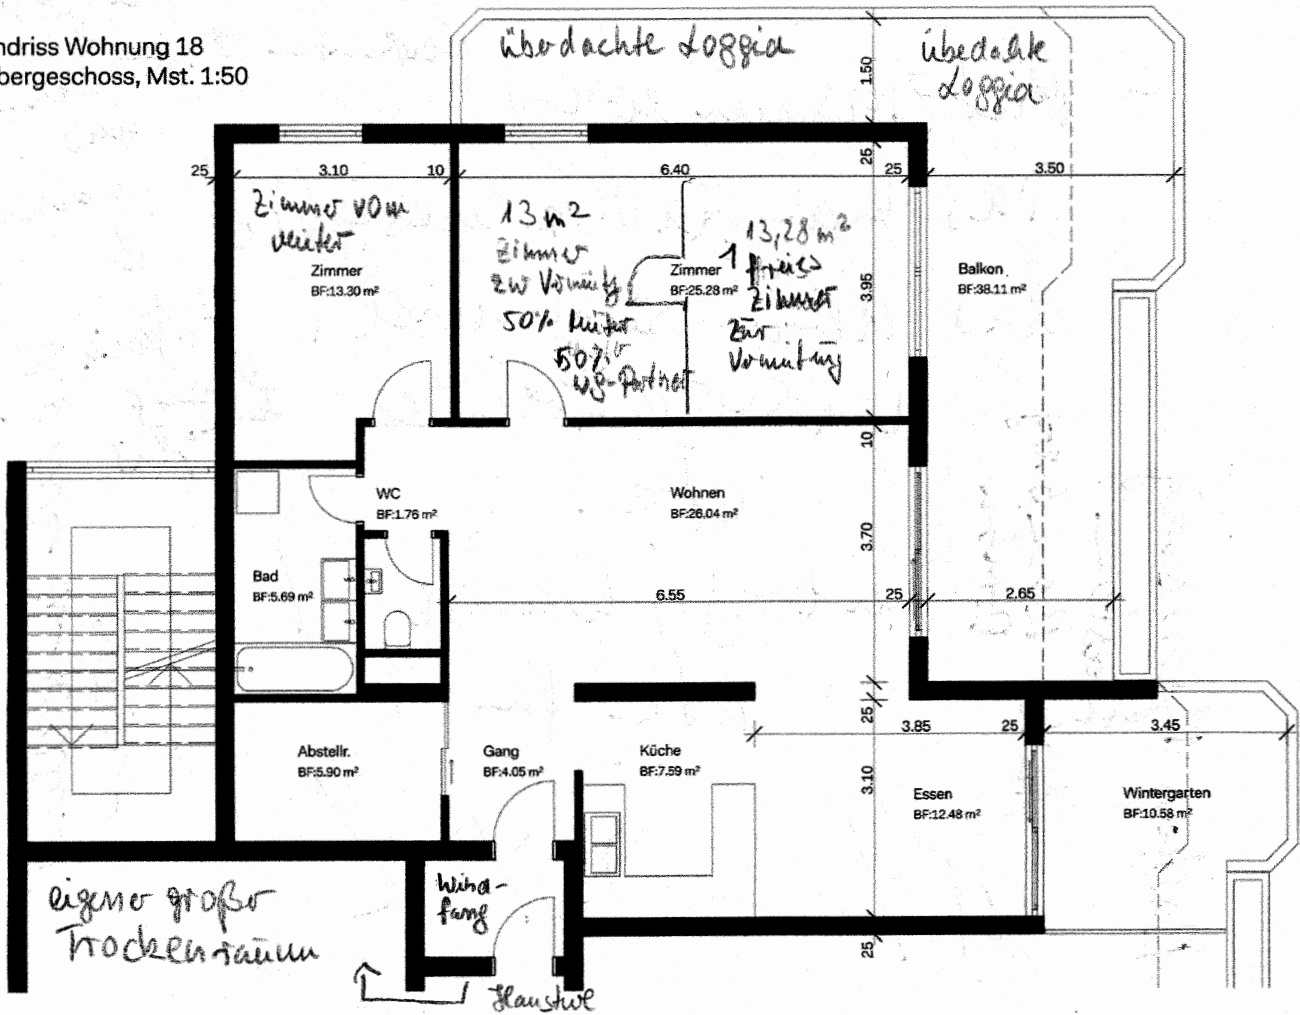 ndriss Wohnung 18
bergeschoss, Mst. 1:50
überdachte Loggia
übedachte
Loggia
1.50
25
3.10
10
6.40
25
25
3.50
Zimmer vom
Mieter
Zimmer
BF:13.30 m²
13 m²
Zimmer
zur Vermietg
50% Mieter
50%
WG-Partner
Zimmer
BF:25.28 m²
13,28 m²
1 freies
Zimmer
zur
Vermietung
3.95
Balkon
BF:38.11 m²
10
WC
BF:1.76 m²
Wohnen
BF:26.04 m²
3.70
Bad
BF:5.69 m²
6.55
25
2.65
25
3.85
25
3.45
Abstellr.
BF:5.90 m²
Gang
BF:4.05 m²
Küche
BF:7.59 m²
3.10
Essen
BF:12.48 m²
Wintergarten
BF:10.58 m²
eigener großer
Trockenraum
Wind-
fang
25
Haustüre